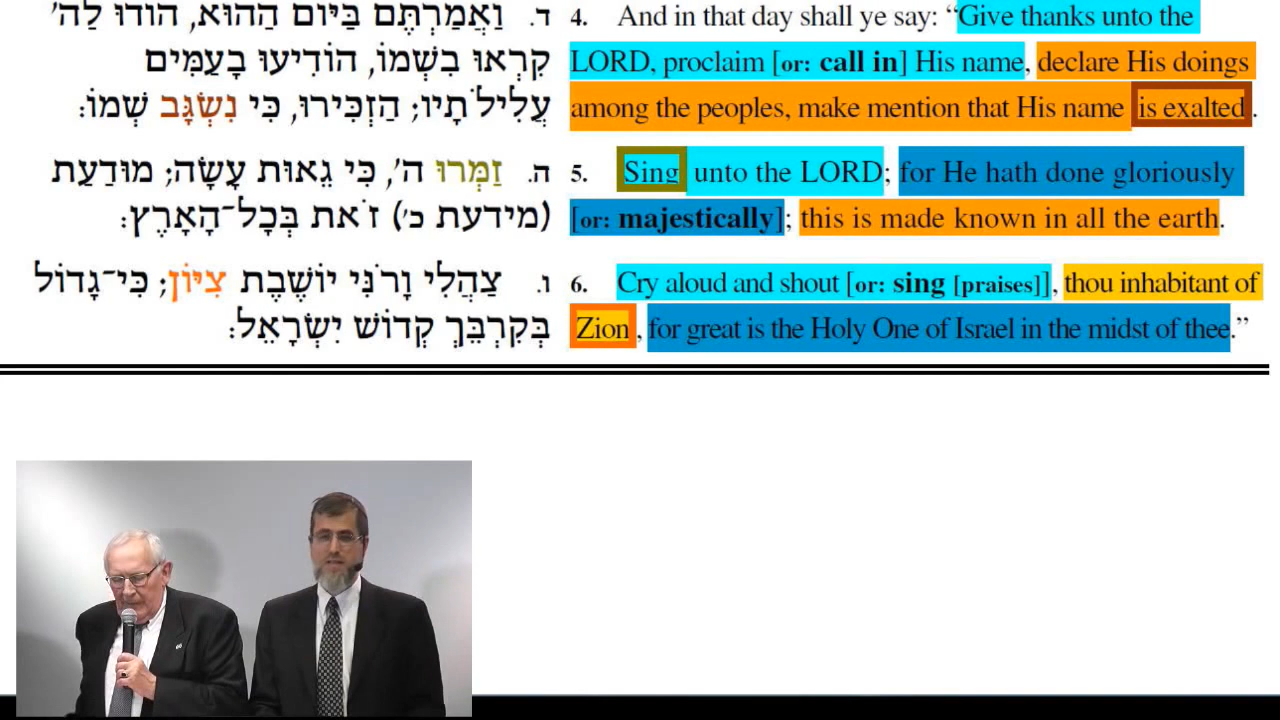 ד. וַאֲמַרְתֶּם בַּיּוֹם הַהוּא, הוֹדוּ לַה'
קִרְאוּ בִשְׁמוֹ, הוֹדִיעוּ בָעַמִּים
עֲלִילֹתָיו; הַזְכִּירוּ, כִּי נִשְׂגָּב שְׁמוֹ:
4. And in that day shall ye say: “Give thanks unto the
LORD, proclaim [or: call in] His name, declare His doings
among the peoples, make mention that His name is exalted.
ה. זַמְּרוּ ה', כִּי גֵאוּת עָשָׂה; מוּדַעַת
(מידעת כ') זֹאת בְּכָל־הָאָרֶץ:
5. Sing unto the LORD; for He hath done gloriously
[or: majestically]; this is made known in all the earth.
ו. צַהֲלִי וָרֹנִּי יוֹשֶׁבֶת צִיּוֹן; כִּי־גָדוֹל
בְּקִרְבֵּךְ קְדוֹשׁ יִשְׂרָאֵל:
6. Cry aloud and shout [or: sing [praises]], thou inhabitant of
Zion, for great is the Holy One of Israel in the midst of thee.”